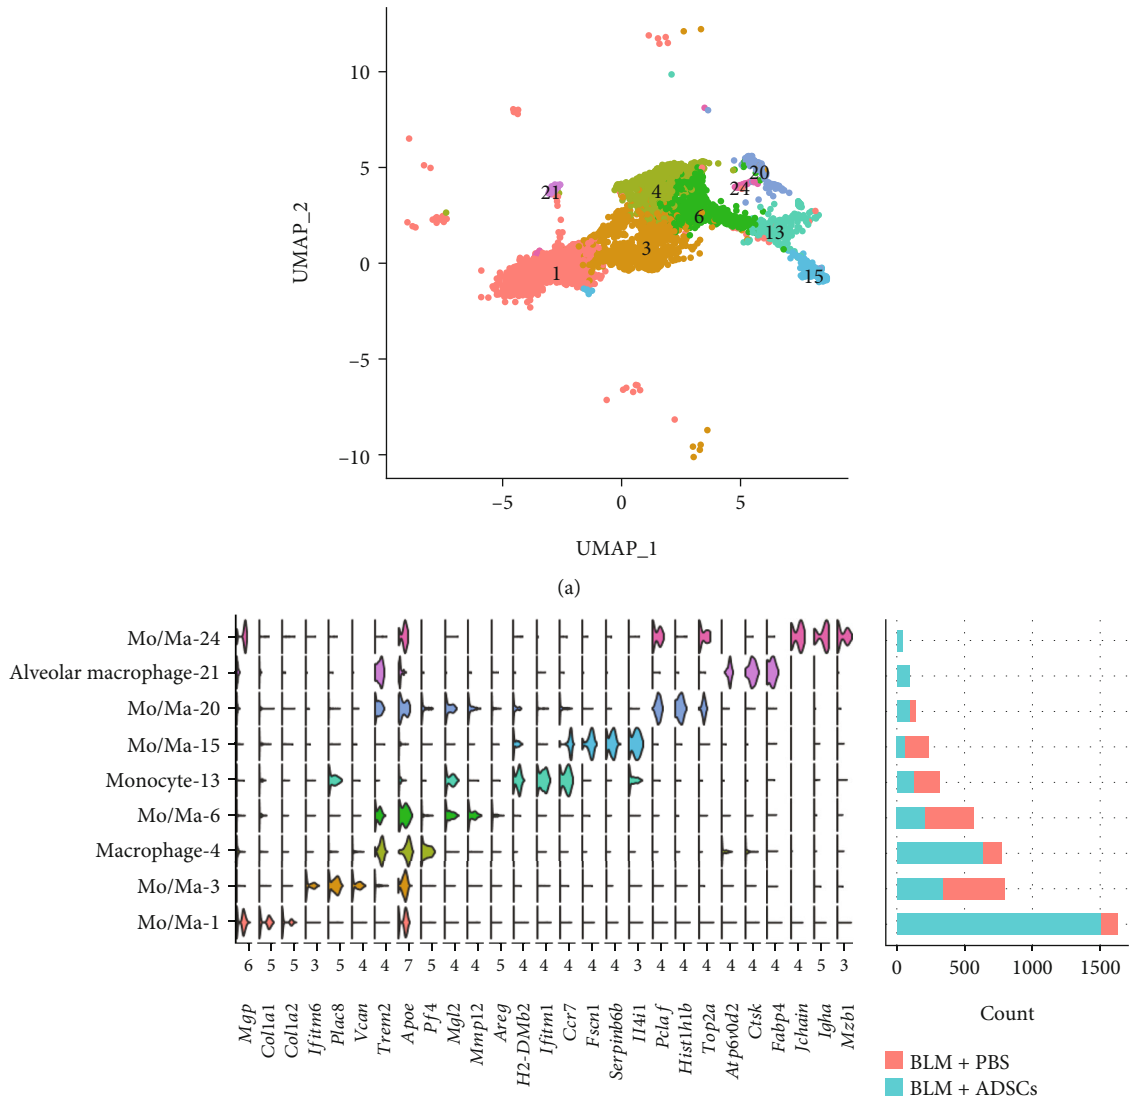 10
5
0
−5
−10
UMAP_2
21
4
20
24
6
13
3
1
15
−5
0
5
UMAP_1
(a)
Mo/Ma-24
Alveolar macrophage-21
Mo/Ma-20
Mo/Ma-15
Monocyte-13
Mo/Ma-6
Macrophage-4
Mo/Ma-3
Mo/Ma-1
6 5 5 3 5 4 4 7 5 4 4 5 4 4 4 4 4 3 4 4 4 4 4 4 4 5 3
Mgp
Col1a1
Col1a2
Ifitm6
Plac8
Vcan
Trem2
Apoe
Pf4
Mgl2
Mmp12
Areg
H2-DMb2
Ifitm1
Ccr7
Fscn1
Serpinb6b
Il4i1
Pclaf
Hist1h1b
Top2a
Atp6v0d2
Ctsk
Fabp4
Jchain
Igha
Mzb1
0 500 1000 1500
Count
BLM + PBS
BLM + ADSCs